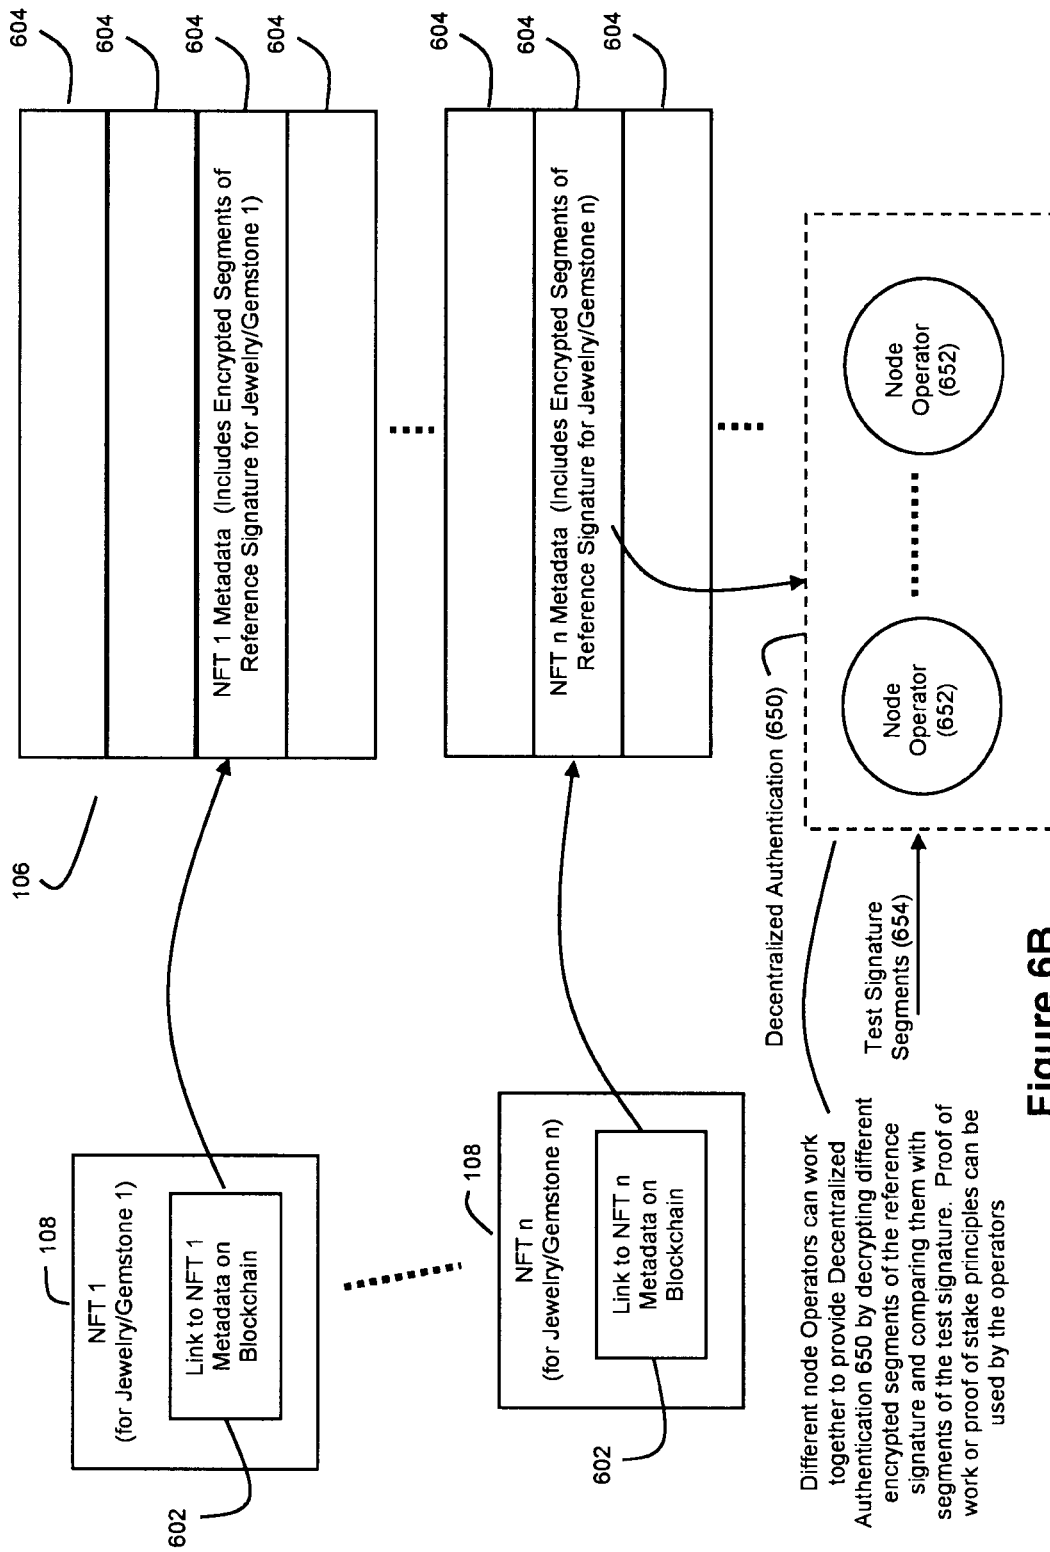 106
604
604
604
604
NFT 1 Metadata (Includes Encrypted Segments of
Reference Signature for Jewelry/Gemstone 1)
108
NFT 1
(for Jewelry/Gemstone 1)
Link to NFT 1
Metadata on
Blockchain
602
604
604
604
NFT n Metadata (Includes Encrypted Segments of
Reference Signature for Jewelry/Gemstone n)
108
NFT n
(for Jewelry/Gemstone n)
Link to NFT n
Metadata on
Blockchain
602
Decentralized Authentication (650)
Test Signature
Segments (654)
Node
Operator
(652)
Node
Operator
(652)
Different node Operators can work
together to provide Decentralized
Authentication 650 by decrypting different
encrypted segments of the reference
signature and comparing them with
segments of the test signature. Proof of
work or proof of stake principles can be
used by the operators
Figure 6B